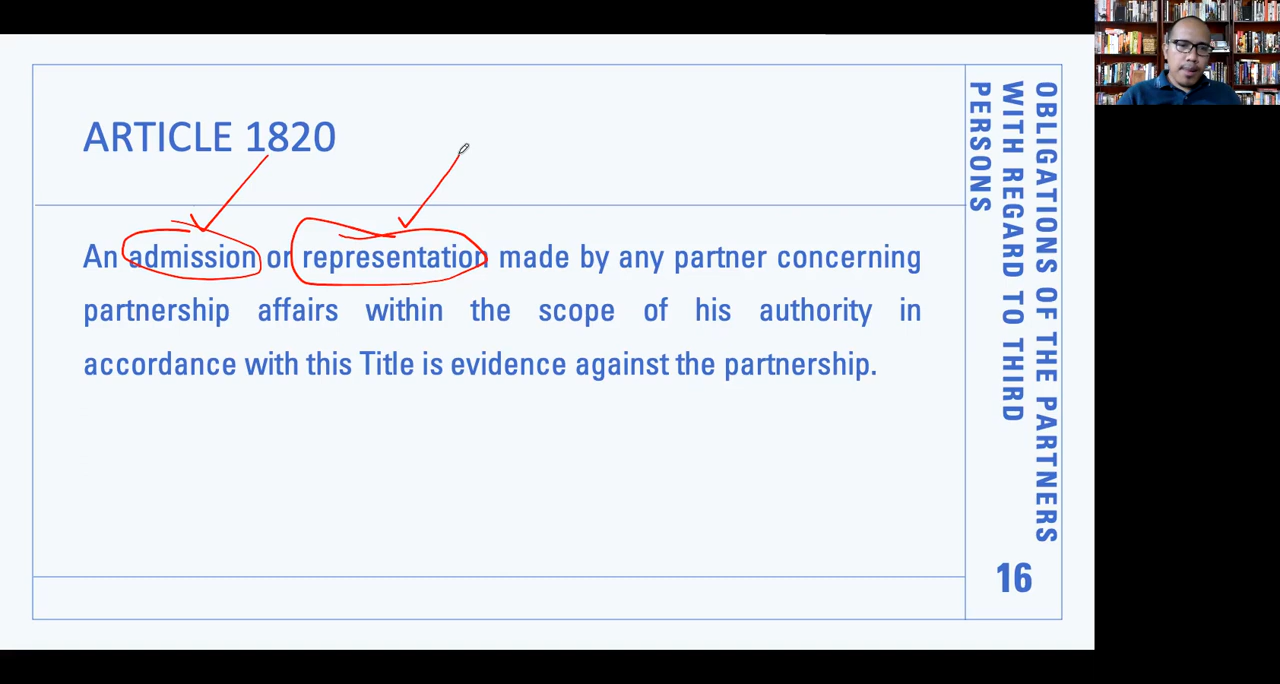 ARTICLE 1820
An admission or representation made by any partner concerning
partnership affairs within the scope of his authority in
accordance with this Title is evidence against the partnership.
OBLIGATIONS OF THE PARTNERS
WITH REGARD TO THIRD
PERSONS
16